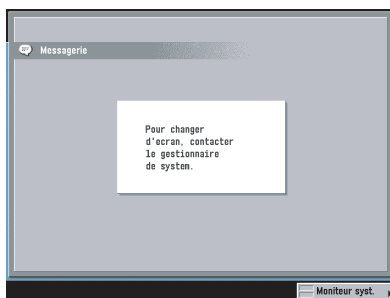 Messagerie
Pour changer
d'ecran, contacter
le gestionnaire
de system.
Moniteur syst.